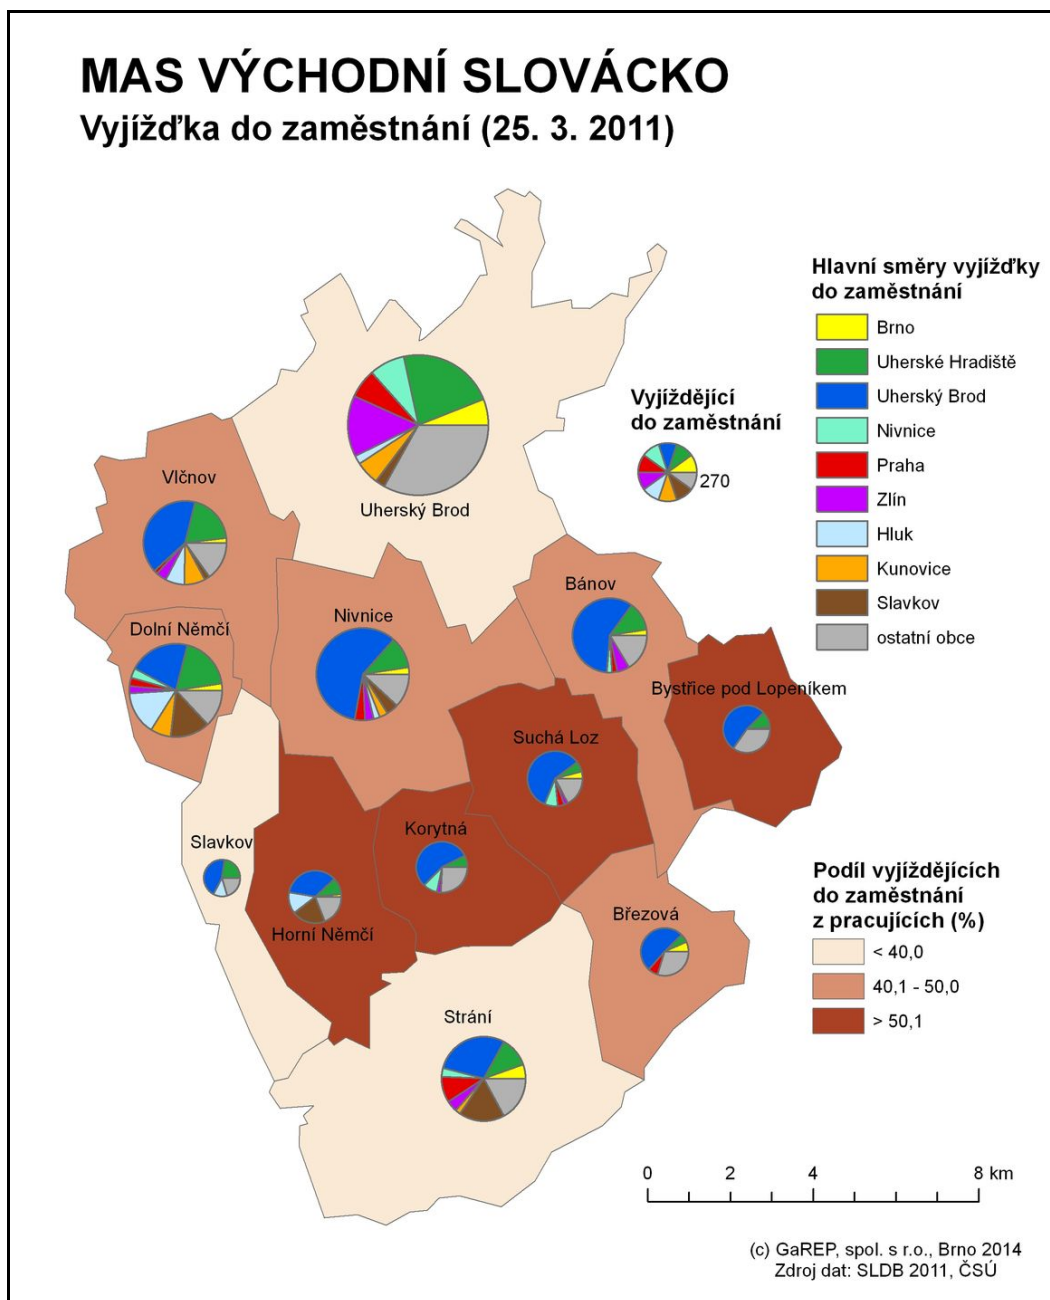 MAS VÝCHODNÍ SLOVÁCKO
Vyjížďka do zaměstnání (25. 3. 2011)
Hlavní směry vyjížďky
do zaměstnání
Brno
Uherské Hradiště
Uherský Brod
Nivnice
Praha
Zlín
Hluk
Kunovice
Slavkov
ostatní obce
Vyjíždějící
do zaměstnání
270
Uherský Brod
Vlčnov
Dolní Němčí
Nivnice
Bánov
Bystřice pod Lopeníkem
Suchá Loz
Korytná
Slavkov
Horní Němčí
Březová
Strání
Podíl vyjíždějících
do zaměstnání
z pracujících (%)
< 40,0
40,1 - 50,0
> 50,1
0 2 4 8 km
(c) GaREP, spol. s r.o., Brno 2014
Zdroj dat: SLDB 2011, ČSÚ